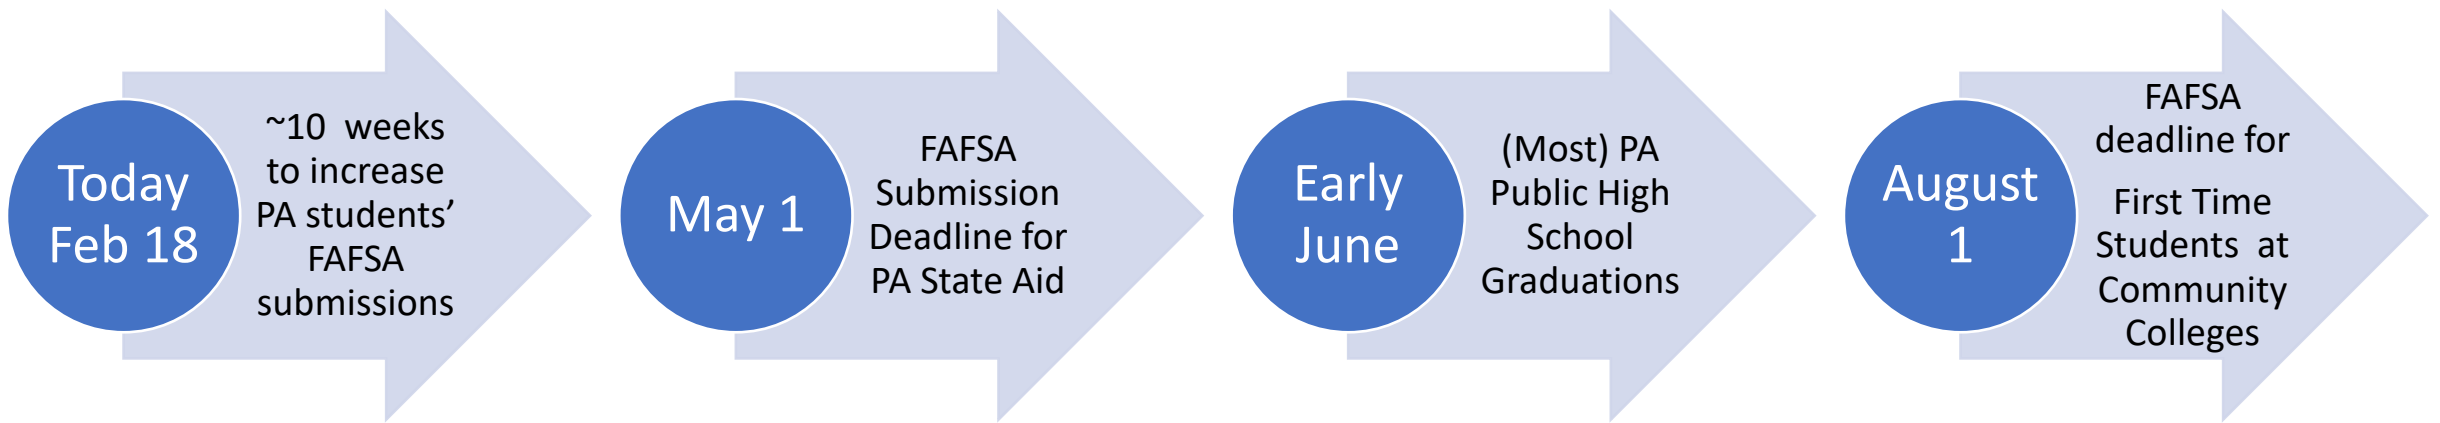 Today
Feb 18
~10  weeks
to increase
PA students’
FAFSA
submissions
May 1
FAFSA
Submission
Deadline for
PA State Aid
Early
June
(Most) PA
Public High
School
Graduations
August
1
FAFSA
deadline for
First Time
Students  at
Community
Colleges